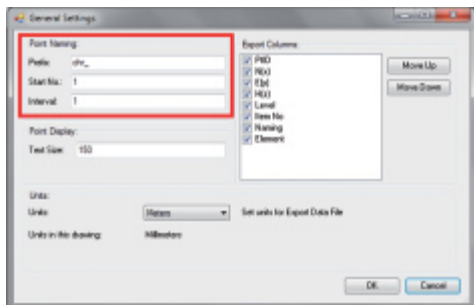 General Settings
Point Naming:
Prefix: chr_
Start No.: 1
Interval: 1
Point Display:
Text Size: 150
Export Columns:
PtID
N(x)
E(y)
H(z)
Level
Item No
Naming
Element
Move Up
Move Down
Units:
Units: Meters Set units for Export Data File
Units in this drawing: Millimeters
OK Cancel